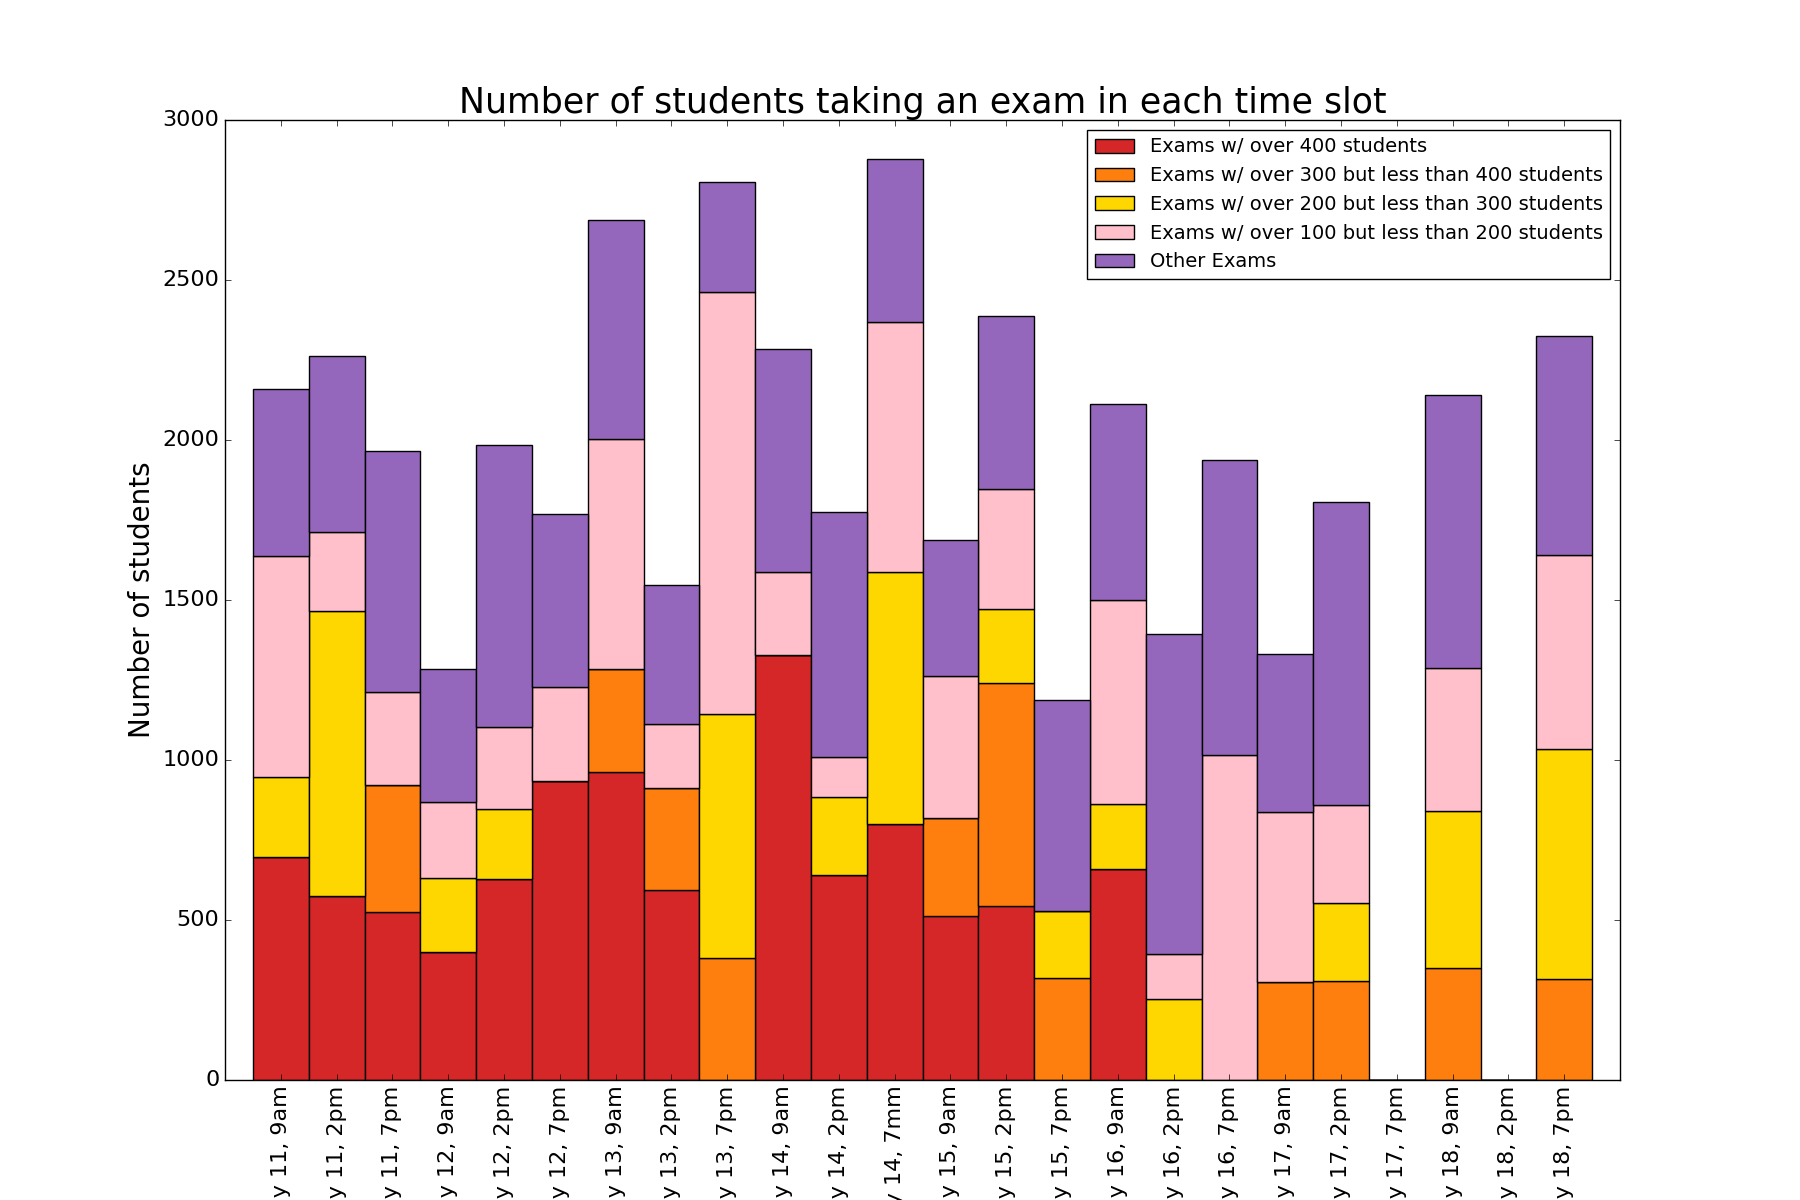 Number of students taking an exam in each time slot
Exams w/ over 400 students
Exams w/ over 300 but less than 400 students
Exams w/ over 200 but less than 300 students
Exams w/ over 100 but less than 200 students
Other Exams
Number of students
3000
2500
2000
1500
1000
500
0
y 11, 9am
y 11, 2pm
y 11, 7pm
y 12, 9am
y 12, 2pm
y 12, 7pm
y 13, 9am
y 13, 2pm
y 13, 7pm
y 14, 9am
y 14, 2pm
y 14, 7mm
y 15, 9am
y 15, 2pm
y 15, 7pm
y 16, 9am
y 16, 2pm
y 16, 7pm
y 17, 9am
y 17, 2pm
y 17, 7pm
y 18, 9am
y 18, 2pm
y 18, 7pm